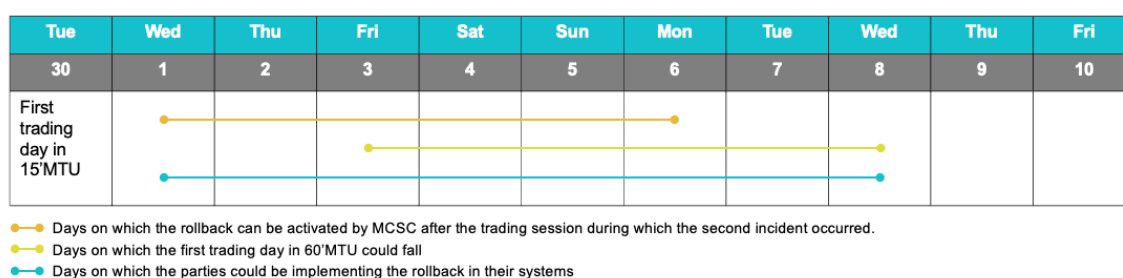 Tue Wed Thu Fri Sat Sun Mon Tue Wed Thu Fri
30 1 2 3 4 5 6 7 8 9 10
First
trading
day in
15'MTU
Days on which the rollback can be activated by MCSC after the trading session during which the second incident occurred.
Days on which the first trading day in 60'MTU could fall
Days on which the parties could be implementing the rollback in their systems